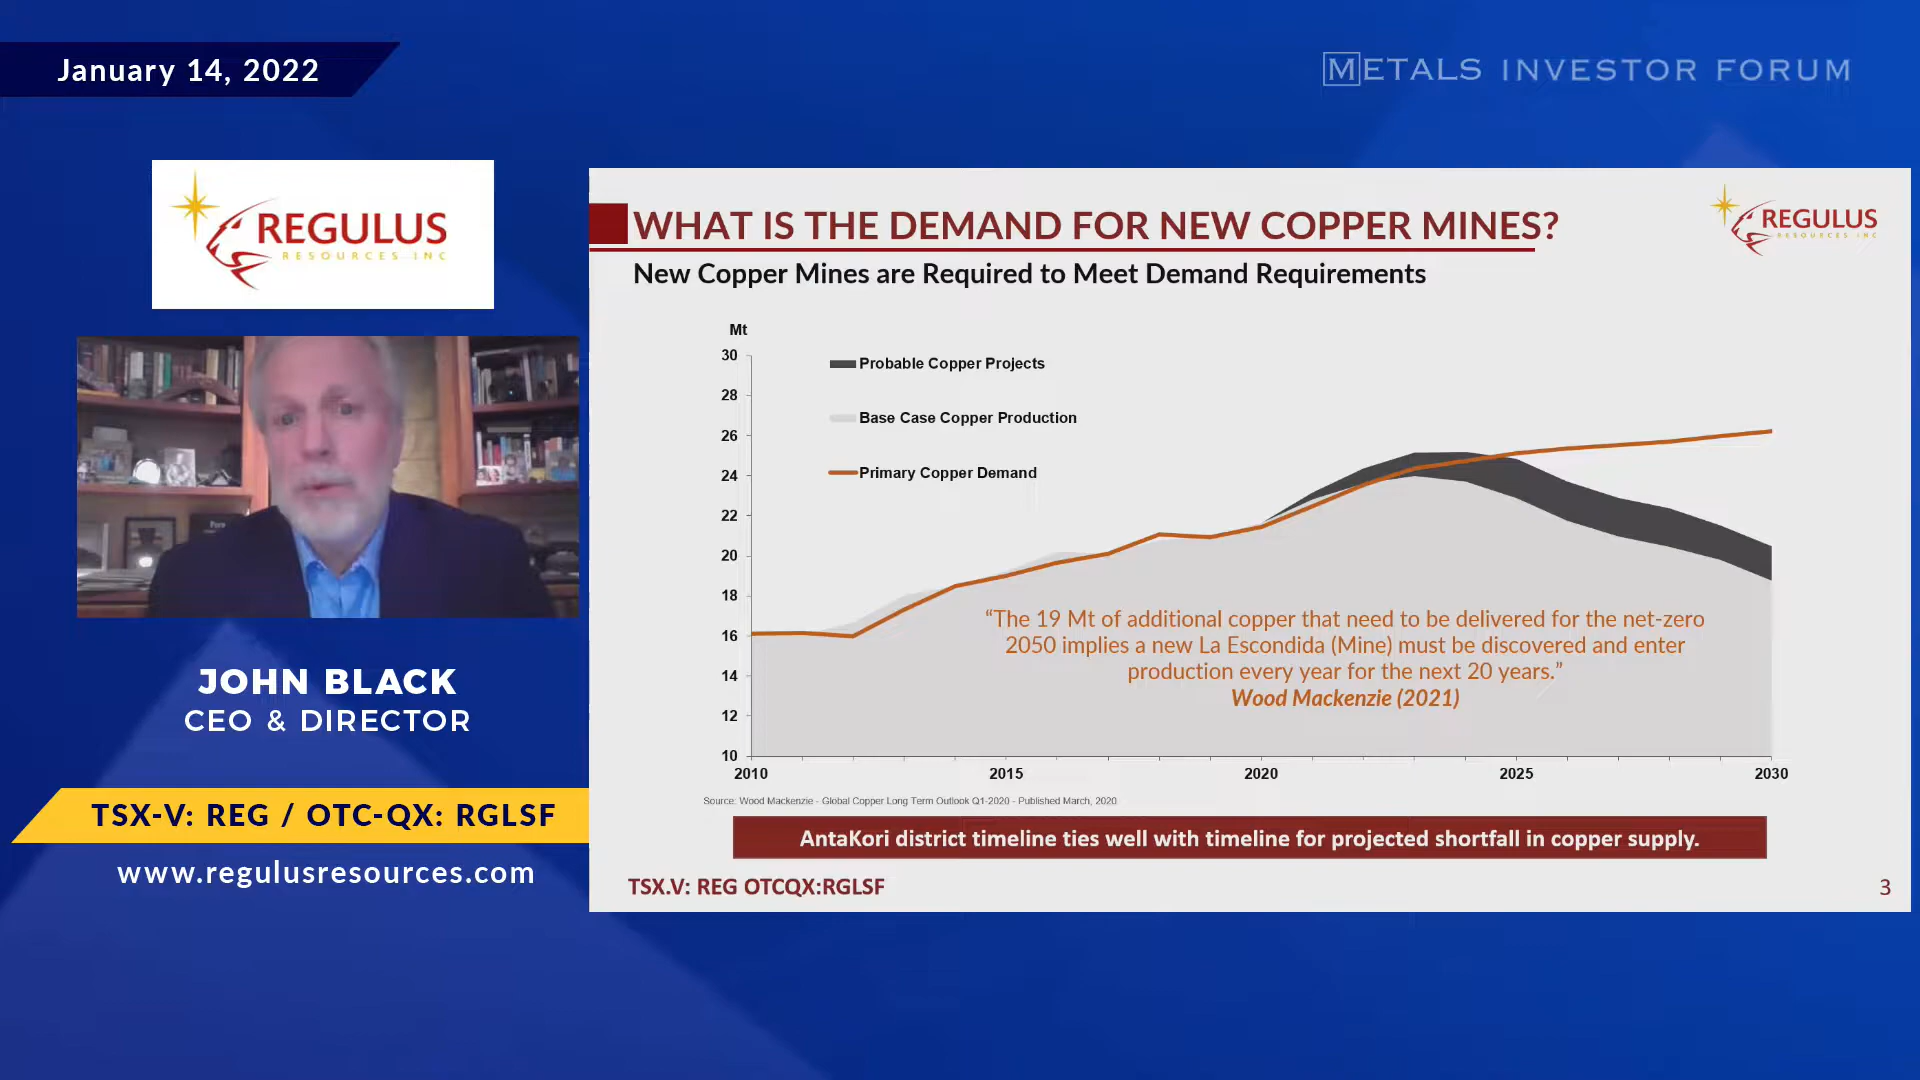 January 14, 2022
METALS INVESTOR FORUM
REGULUS
RESOURCES INC
JOHN BLACK
CEO & DIRECTOR
TSX-V: REG / OTC-QX: RGLSF
www.regulusresources.com
WHAT IS THE DEMAND FOR NEW COPPER MINES?
REGULUS
RESOURCES INC
New Copper Mines are Required to Meet Demand Requirements
Mt
30
28
26
24
22
20
18
16
14
12
10
Probable Copper Projects
Base Case Copper Production
Primary Copper Demand
“The 19 Mt of additional copper that need to be delivered for the net-zero
2050 implies a new La Escondida (Mine) must be discovered and enter
production every year for the next 20 years.”
Wood Mackenzie (2021)
2010 2015 2020 2025 2030
Source: Wood Mackenzie - Global Copper Long Term Outlook Q1-2020 - Published March, 2020
AntaKori district timeline ties well with timeline for projected shortfall in copper supply.
TSX.V: REG OTCQX:RGLSF
3